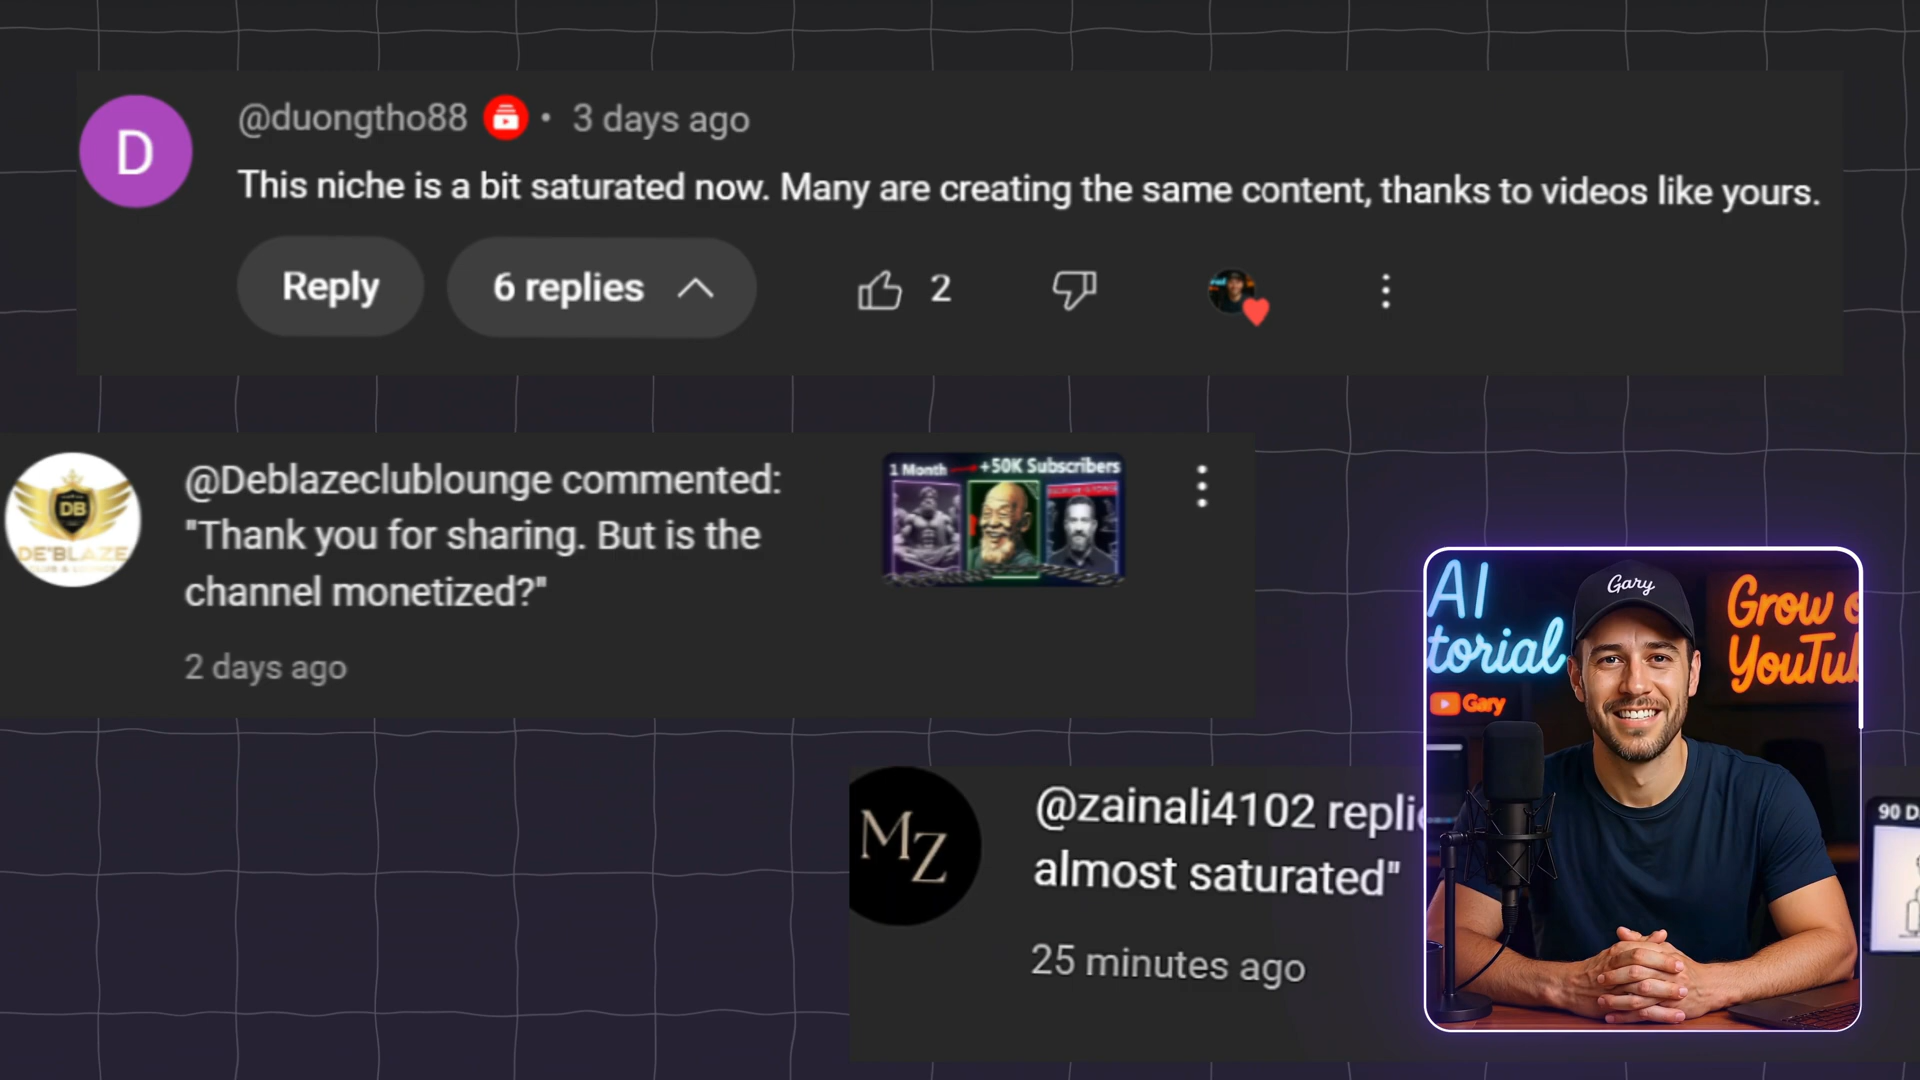 @duongtho88 • 3 days ago
D
This niche is a bit saturated now. Many are creating the same content, thanks to videos like yours.
Reply
6 replies
2
@Deblazeclublounge commented:
"Thank you for sharing. But is the
channel monetized?"
2 days ago
DB
DE'BLAZE
1 Month
+50K Subscribers
@zainali4102 replie
almost saturated"
25 minutes ago
MZ
AI
torial
Gary
Gary
Grow o
YouTub
90 D